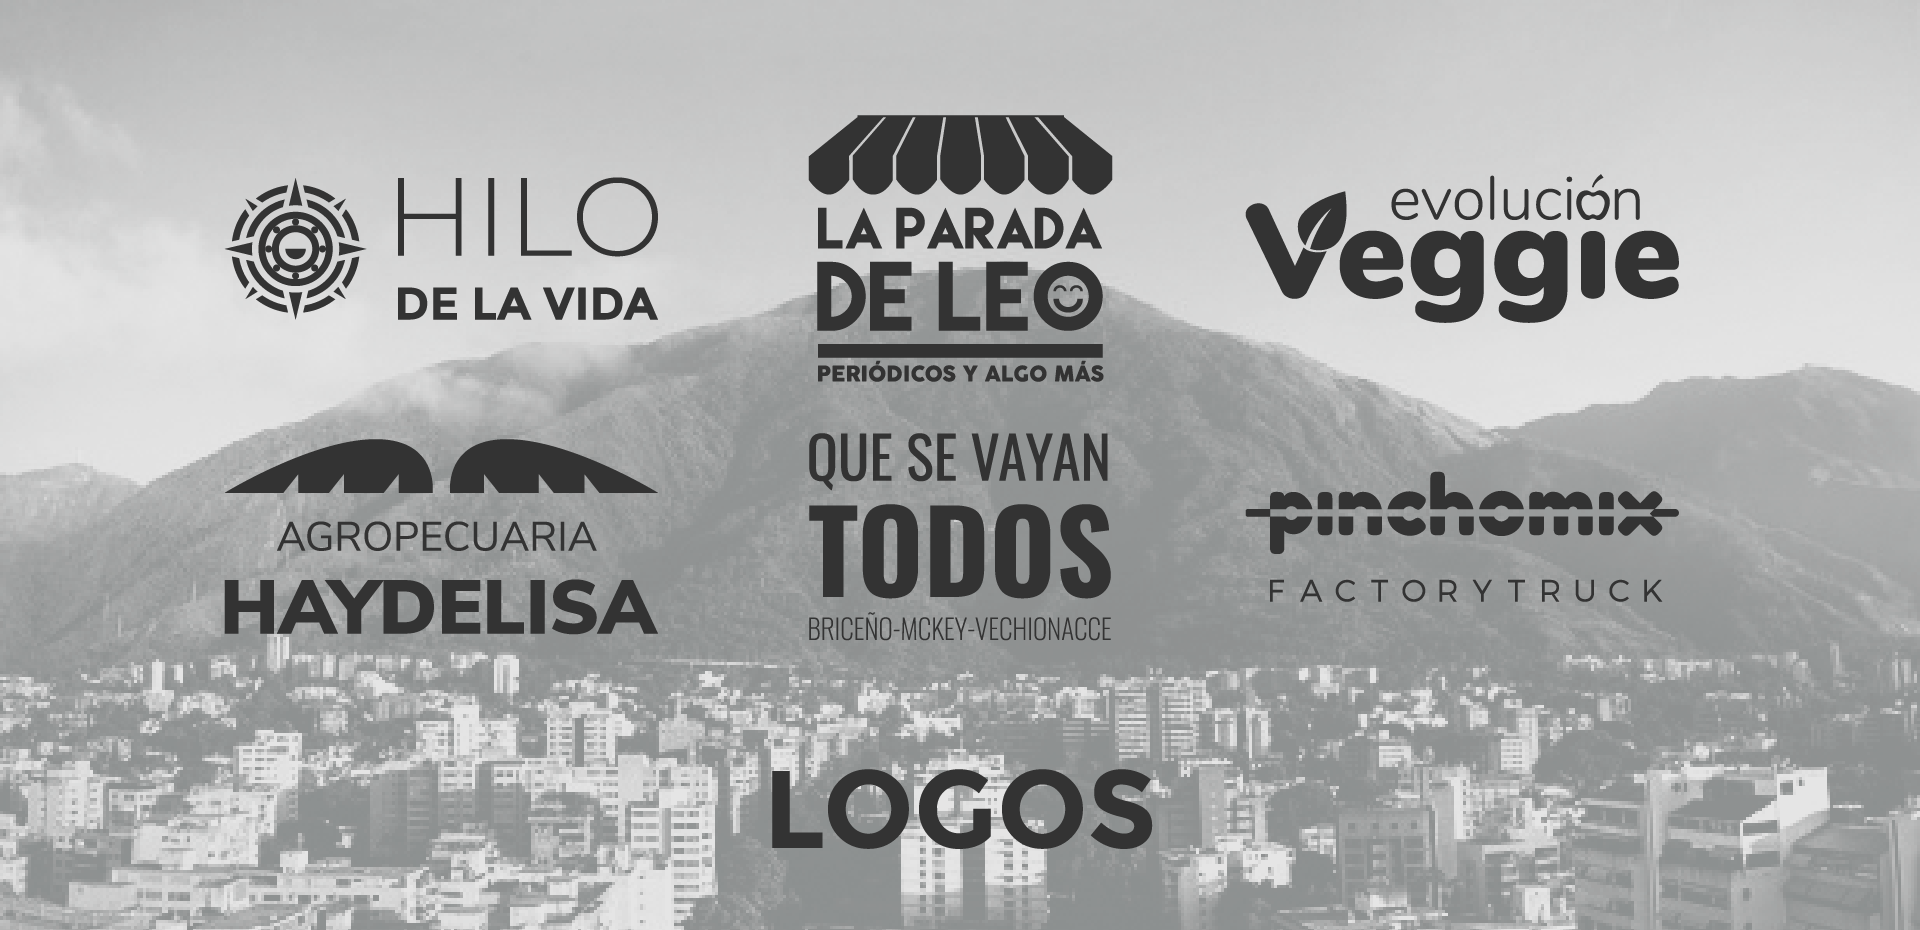 HILO
DE LA VIDA
LA PARADA
DE LEO
PERIÓDICOS Y ALGO MÁS
evolución
Veggie
AGROPECUARIA
HAYDELISA
QUE SE VAYAN
TODOS
BRICEÑO-MCKEY-VECHIONACCE
pinchomix
FACTORYTRUCK
LOGOS